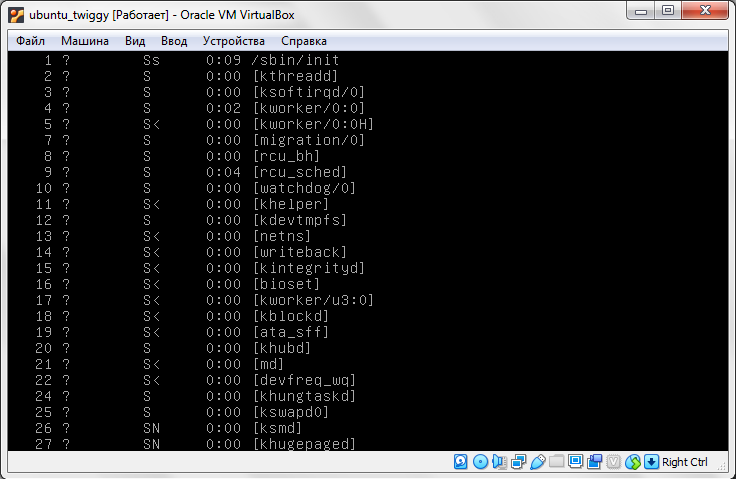 ubuntu_twiggy [Работает] - Oracle VM VirtualBox
Файл Машина Вид Ввод Устройства Справка
1 ? Ss 0:09 /sbin/init
2 ? S 0:00 [kthreadd]
3 ? S 0:00 [ksoftirqd/0]
4 ? S 0:02 [kworker/0:0]
5 ? S< 0:00 [kworker/0:0H]
7 ? S 0:00 [migration/0]
8 ? S 0:00 [rcu_bh]
9 ? S 0:04 [rcu_sched]
10 ? S 0:00 [watchdog/0]
11 ? S< 0:00 [khelper]
12 ? S 0:00 [kdevtmpfs]
13 ? S< 0:00 [netns]
14 ? S< 0:00 [writeback]
15 ? S< 0:00 [kintegrityd]
16 ? S< 0:00 [bioset]
17 ? S< 0:00 [kworker/u3:0]
18 ? S< 0:00 [kblockd]
19 ? S< 0:00 [ata_sff]
20 ? S 0:00 [khubd]
21 ? S< 0:00 [md]
22 ? S< 0:00 [devfreq_wq]
24 ? S 0:00 [khungtaskd]
25 ? S 0:00 [kswapd0]
26 ? SN 0:00 [ksmd]
27 ? SN 0:00 [khugepaged]
Right Ctrl